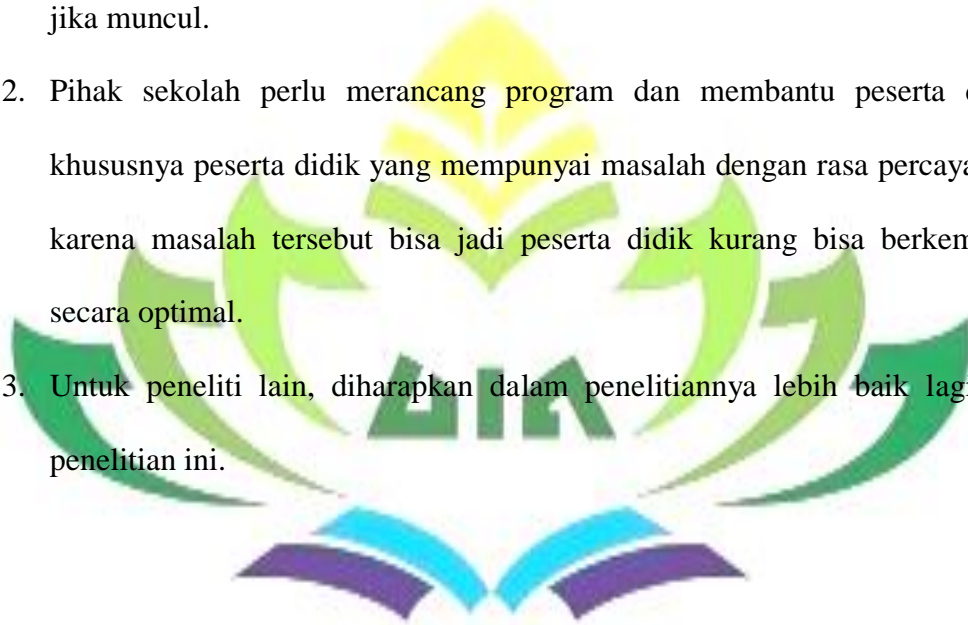 jika muncul.
2. Pihak sekolah perlu merancang program dan membantu peserta
khususnya peserta didik yang mempunyai masalah dengan rasa percaya
karena masalah tersebut bisa jadi peserta didik kurang bisa berkem
secara optimal.
3. Untuk peneliti lain, diharapkan dalam penelitiannya lebih baik lagi
penelitian ini.